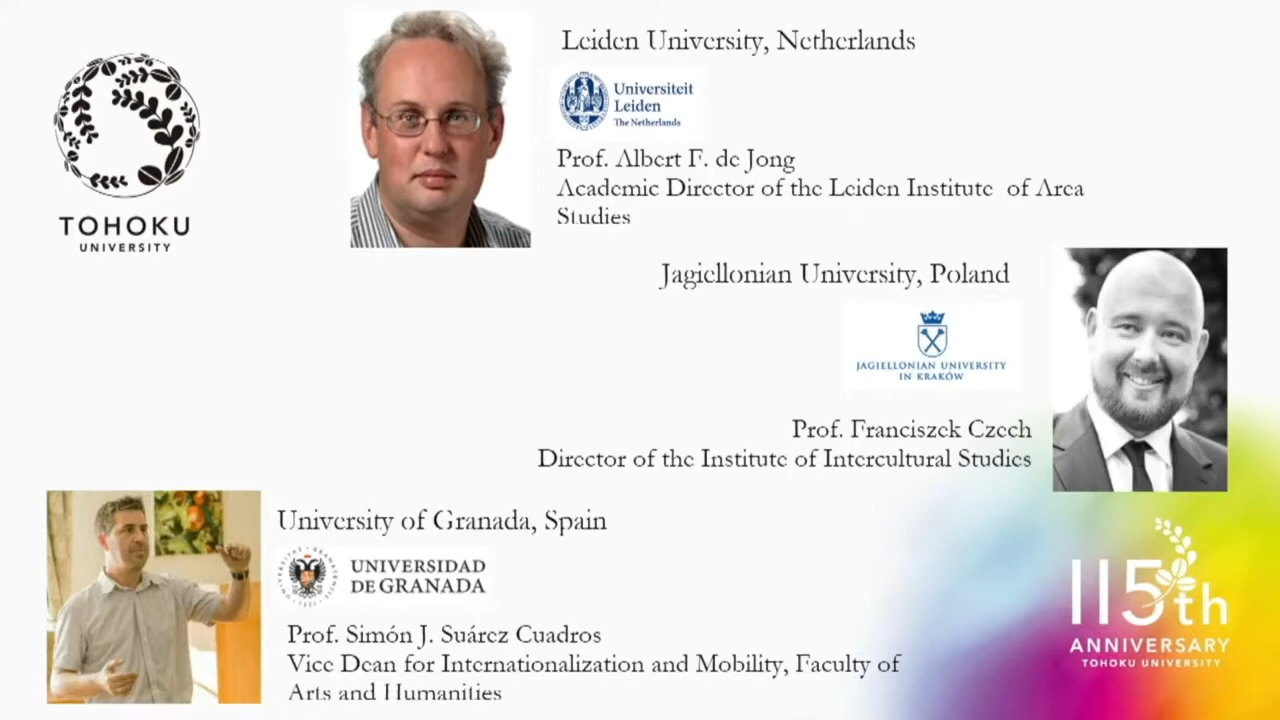 TOHOKU
UNIVERSITY
Leiden University, Netherlands
Universiteit
Leiden
The Netherlands
Prof. Albert F. de Jong
Academic Director of the Leiden Institute of Area
Studies
Jagiellonian University, Poland
JAGIELLONIAN UNIVERSITY
IN KRAKÓW
Prof. Franciszek Czech
Director of the Institute of Intercultural Studies
University of Granada, Spain
UNIVERSIDAD
DE GRANADA
Prof. Simón J. Suárez Cuadros
Vice Dean for Internationalization and Mobility, Faculty of
Arts and Humanities
115th
ANNIVERSARY
TOHOKU UNIVERSITY